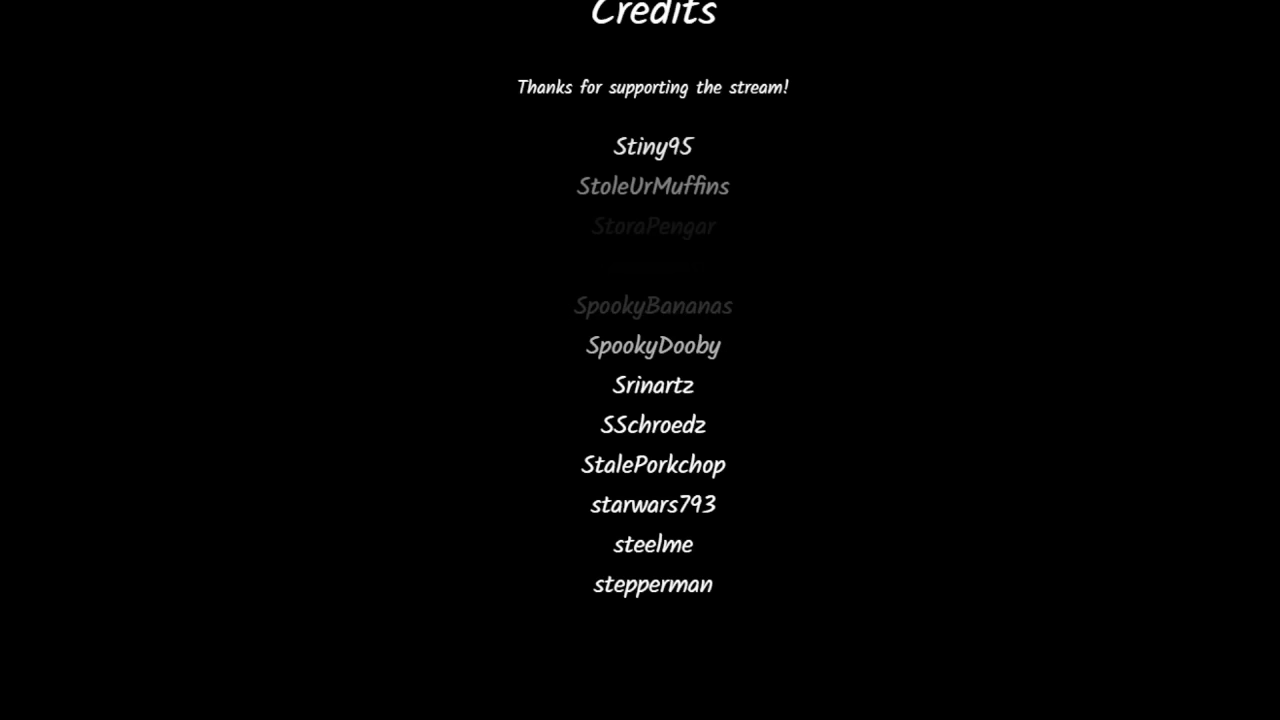 Credits
Thanks for supporting the stream!
Stiny95
StoleUrMuffins
StoraPengar
SpookyBananas
SpookyDooby
Srinartz
SSchroedz
StalePorkchop
starwars793
steelme
stepperman